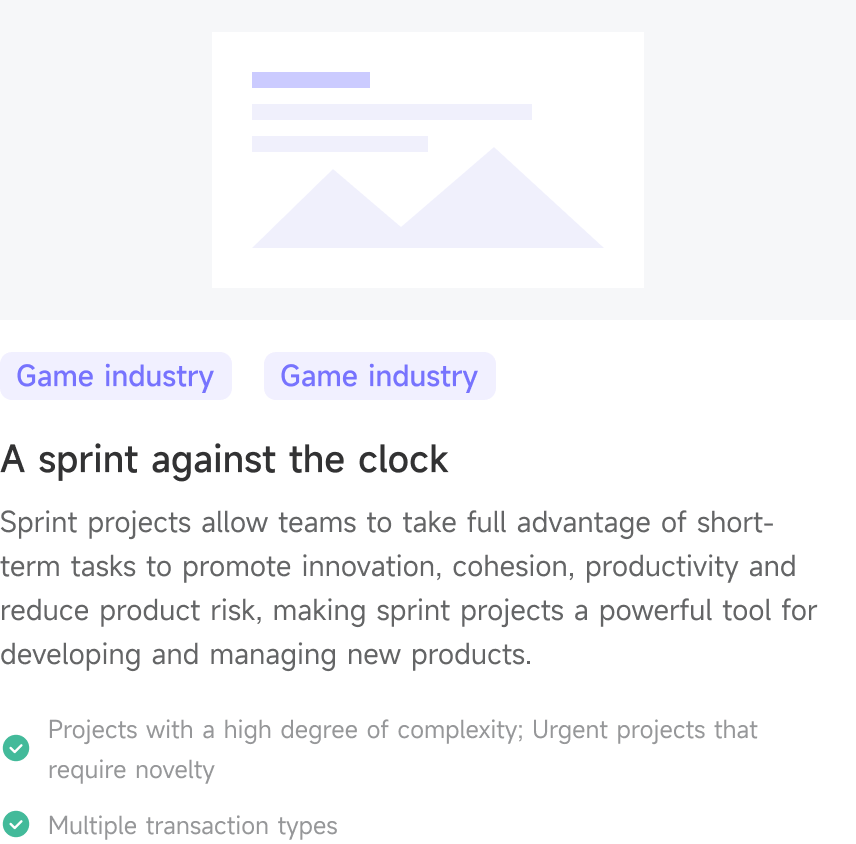 Game industry Game industry
A sprint against the clock
Sprint projects allow teams to take full advantage of short-
term tasks to promote innovation, cohesion, productivity and
reduce product risk, making sprint projects a powerful tool for
developing and managing new products.
Projects with a high degree of complexity; Urgent projects that
require novelty
Multiple transaction types